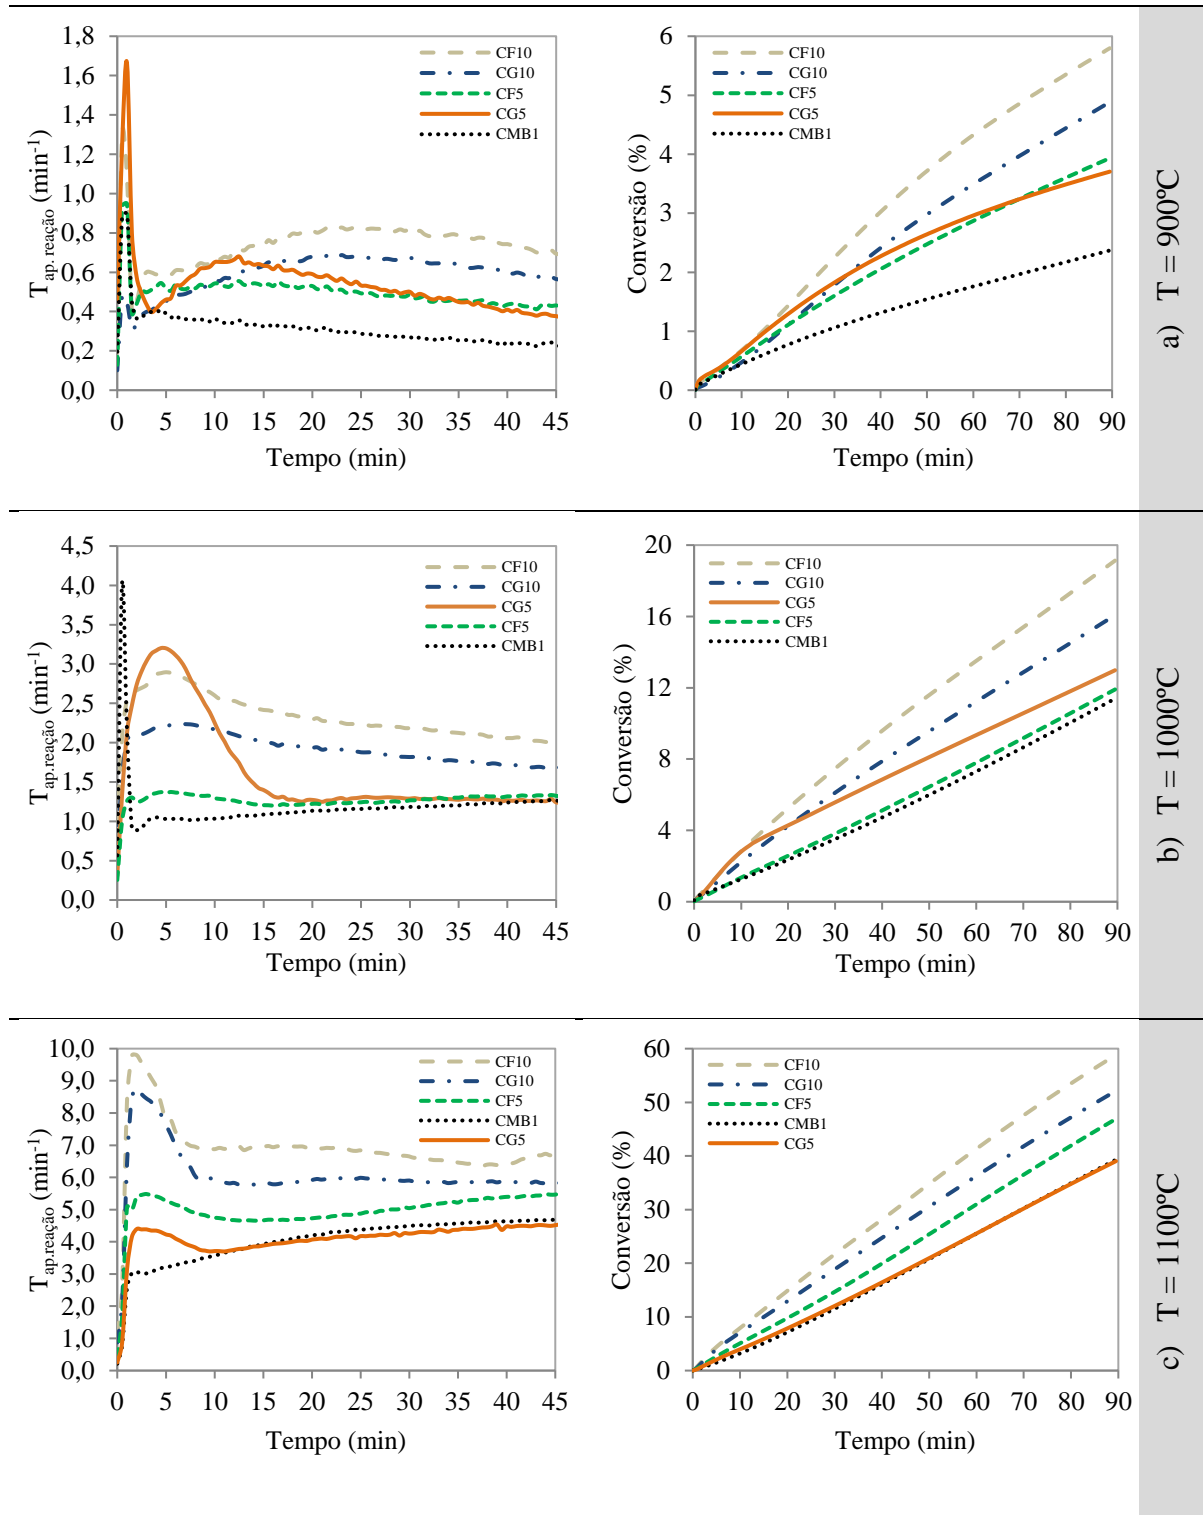 1,8
1,6
1,4
1,2
1,0
0,8
0,6
0,4
0,2
0,0
T ap. reação (min-1)
CF10
CG10
CF5
CG5
CMB1
0 5 10 15 20 25 30 35 40 45
Tempo (min)
6
5
4
3
2
1
0
Conversão (%)
CF10
CG10
CF5
CG5
CMB1
0 10 20 30 40 50 60 70 80 90
Tempo (min)
a) T = 900ºC
4,5
4,0
3,5
3,0
2,5
2,0
1,5
1,0
0,5
0,0
T ap.reação (min-1)
CF10
CG10
CG5
CF5
CMB1
0 5 10 15 20 25 30 35 40 45
Tempo (min)
20
16
12
8
4
0
Conversão (%)
CF10
CG10
CG5
CF5
CMB1
0 10 20 30 40 50 60 70 80 90
Tempo (min)
b) T = 1000ºC
10,0
9,0
8,0
7,0
6,0
5,0
4,0
3,0
2,0
1,0
0,0
T ap.reação (min-1)
CF10
CG10
CF5
CMB1
CG5
0 5 10 15 20 25 30 35 40 45
Tempo (min)
60
50
40
30
20
10
0
Conversão (%)
CF10
CG10
CF5
CMB1
CG5
0 10 20 30 40 50 60 70 80 90
Tempo (min)
c) T = 1100ºC